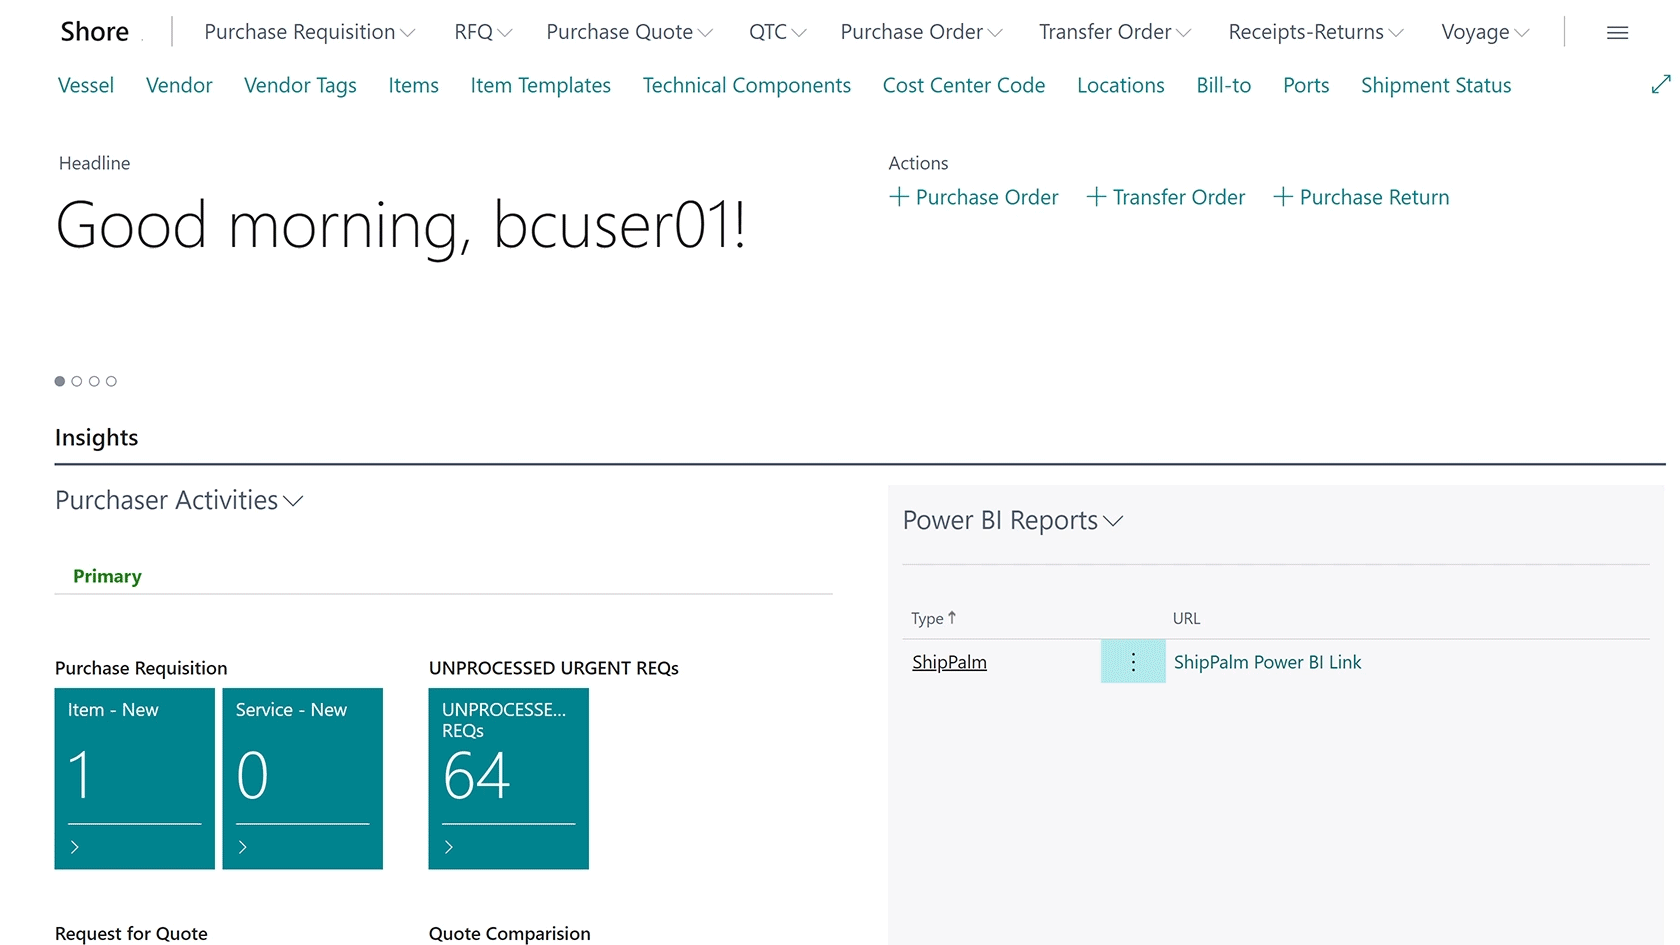 Shore
Purchase Requisition RFQ Purchase Quote QTC Purchase Order Transfer Order Receipts-Returns Voyage
Vessel Vendor Vendor Tags Items Item Templates Technical Components Cost Center Code Locations Bill-to Ports Shipment Status
Headline
Good morning, bcuser01!
Actions
+ Purchase Order + Transfer Order + Purchase Return
Insights
Purchaser Activities
Primary
Purchase Requisition
Item - New
1
Service - New
0
UNPROCESSED URGENT REQs
UNPROCESSE...
REQs
64
Request for Quote
Quote Comparision
Power BI Reports
Type ↑ URL
ShipPalm ShipPalm Power BI Link